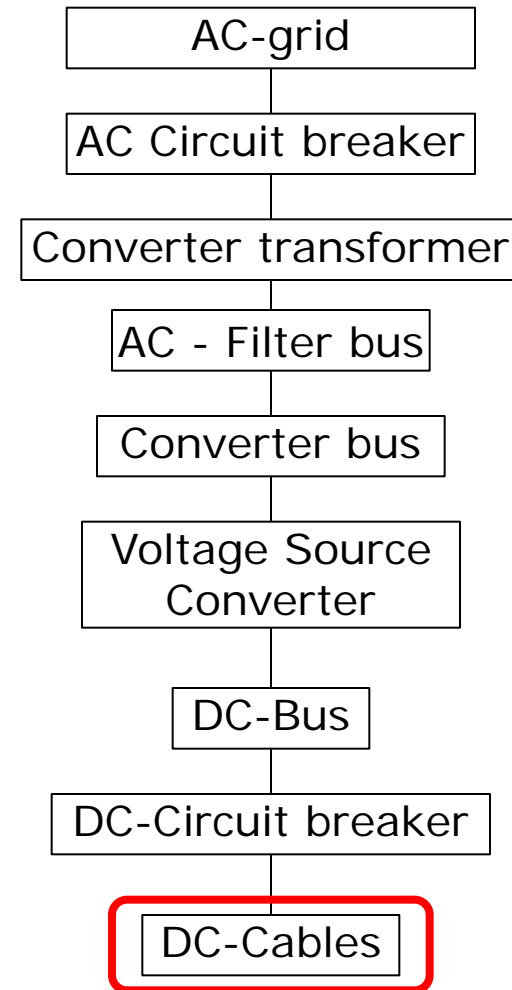 AC-grid
AC Circuit breaker
Converter transformer
AC - Filter bus
Converter bus
Voltage Source
Converter
DC-Bus
DC-Circuit breaker
DC-Cables